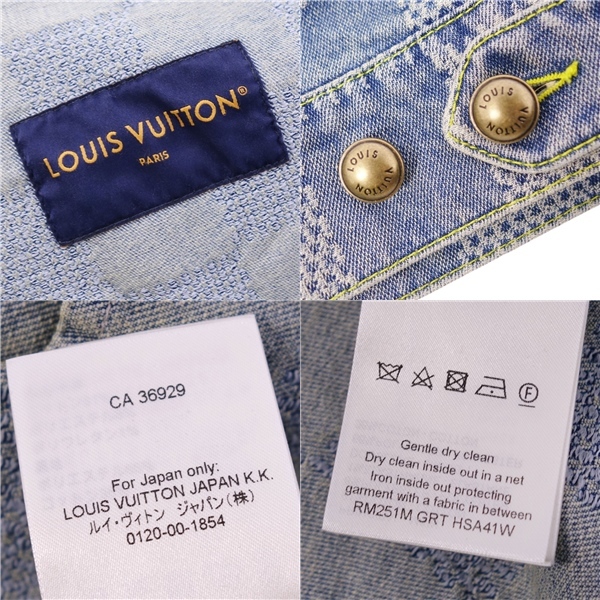 LOUIS VUITTON®
PARIS
LOUIS
VUITTON
LOUIS
VUITTON
CA 36929
For Japan only:
LOUIS VUITTON JAPAN K.K.
ルイ・ヴィトン ジャパン(株)
0120-00-1854
F
Gentle dry clean
Dry clean inside out in a net
Iron inside out protecting
garment with a fabric in between
RM251M GRT HSA41W